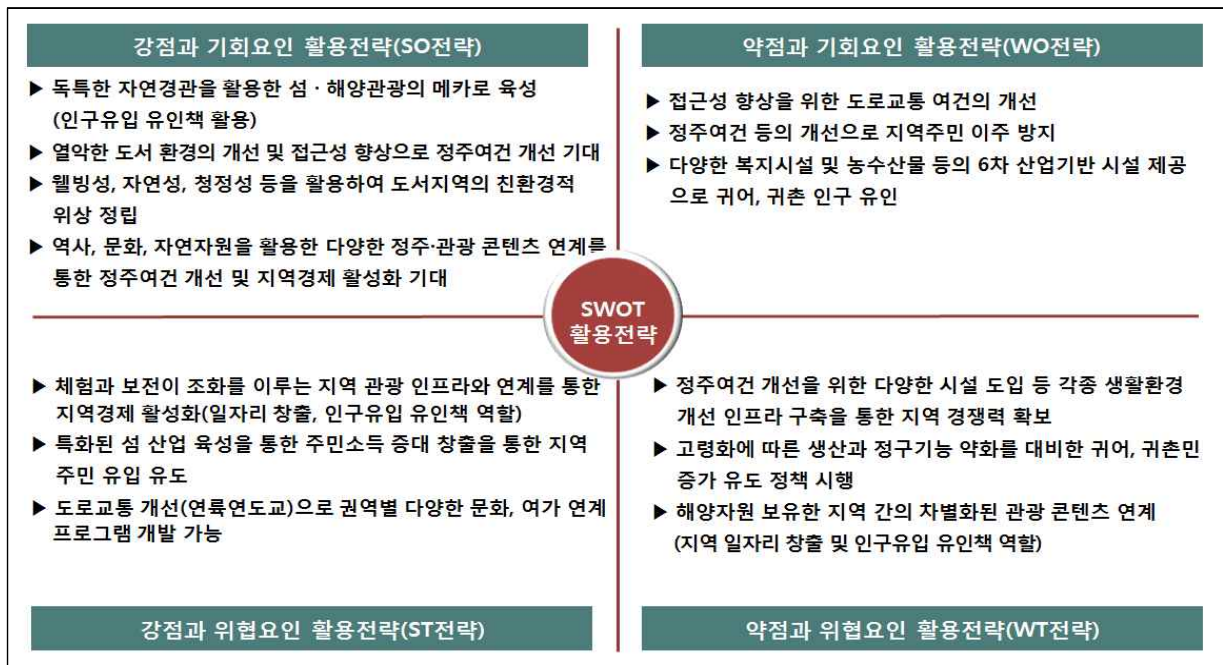 강점과 기회요인 활용전략(SO전략)
▶ 독특한 자연경관을 활용한 섬 · 해양관광의 메카로 육성
(인구유입 유인책 활용)
▶ 열악한 도서 환경의 개선 및 접근성 향상으로 정주여건 개선 기대
▶ 웰빙성, 자연성, 청정성 등을 활용하여 도서지역의 친환경적
위상 정립
▶ 역사, 문화, 자연자원을 활용한 다양한 정주·관광 콘텐츠 연계를
통한 정주여건 개선 및 지역경제 활성화 기대
약점과 기회요인 활용전략(WO전략)
▶ 접근성 향상을 위한 도로교통 여건의 개선
▶ 정주여건 등의 개선으로 지역주민 이주 방지
▶ 다양한 복지시설 및 농수산물 등의 6차 산업기반 시설 제공
으로 귀어, 귀촌 인구 유인
SWOT
활용전략
▶ 체험과 보전이 조화를 이루는 지역 관광 인프라와 연계를 통한
지역경제 활성화(일자리 창출, 인구유입 유인책 역할)
▶ 특화된 섬 산업 육성을 통한 주민소득 증대 창출을 통한 지역
주민 유입 유도
▶ 도로교통 개선(연륙연도교)으로 권역별 다양한 문화, 여가 연계
프로그램 개발 가능
강점과 위협요인 활용전략(ST전략)
▶ 정주여건 개선을 위한 다양한 시설 도입 등 각종 생활환경
개선 인프라 구축을 통한 지역 경쟁력 확보
▶ 고령화에 따른 생산과 정구기능 약화를 대비한 귀어, 귀촌민
증가 유도 정책 시행
▶ 해양자원 보유한 지역 간의 차별화된 관광 콘텐츠 연계
(지역 일자리 창출 및 인구유입 유인책 역할)
약점과 위협요인 활용전략(WT전략)